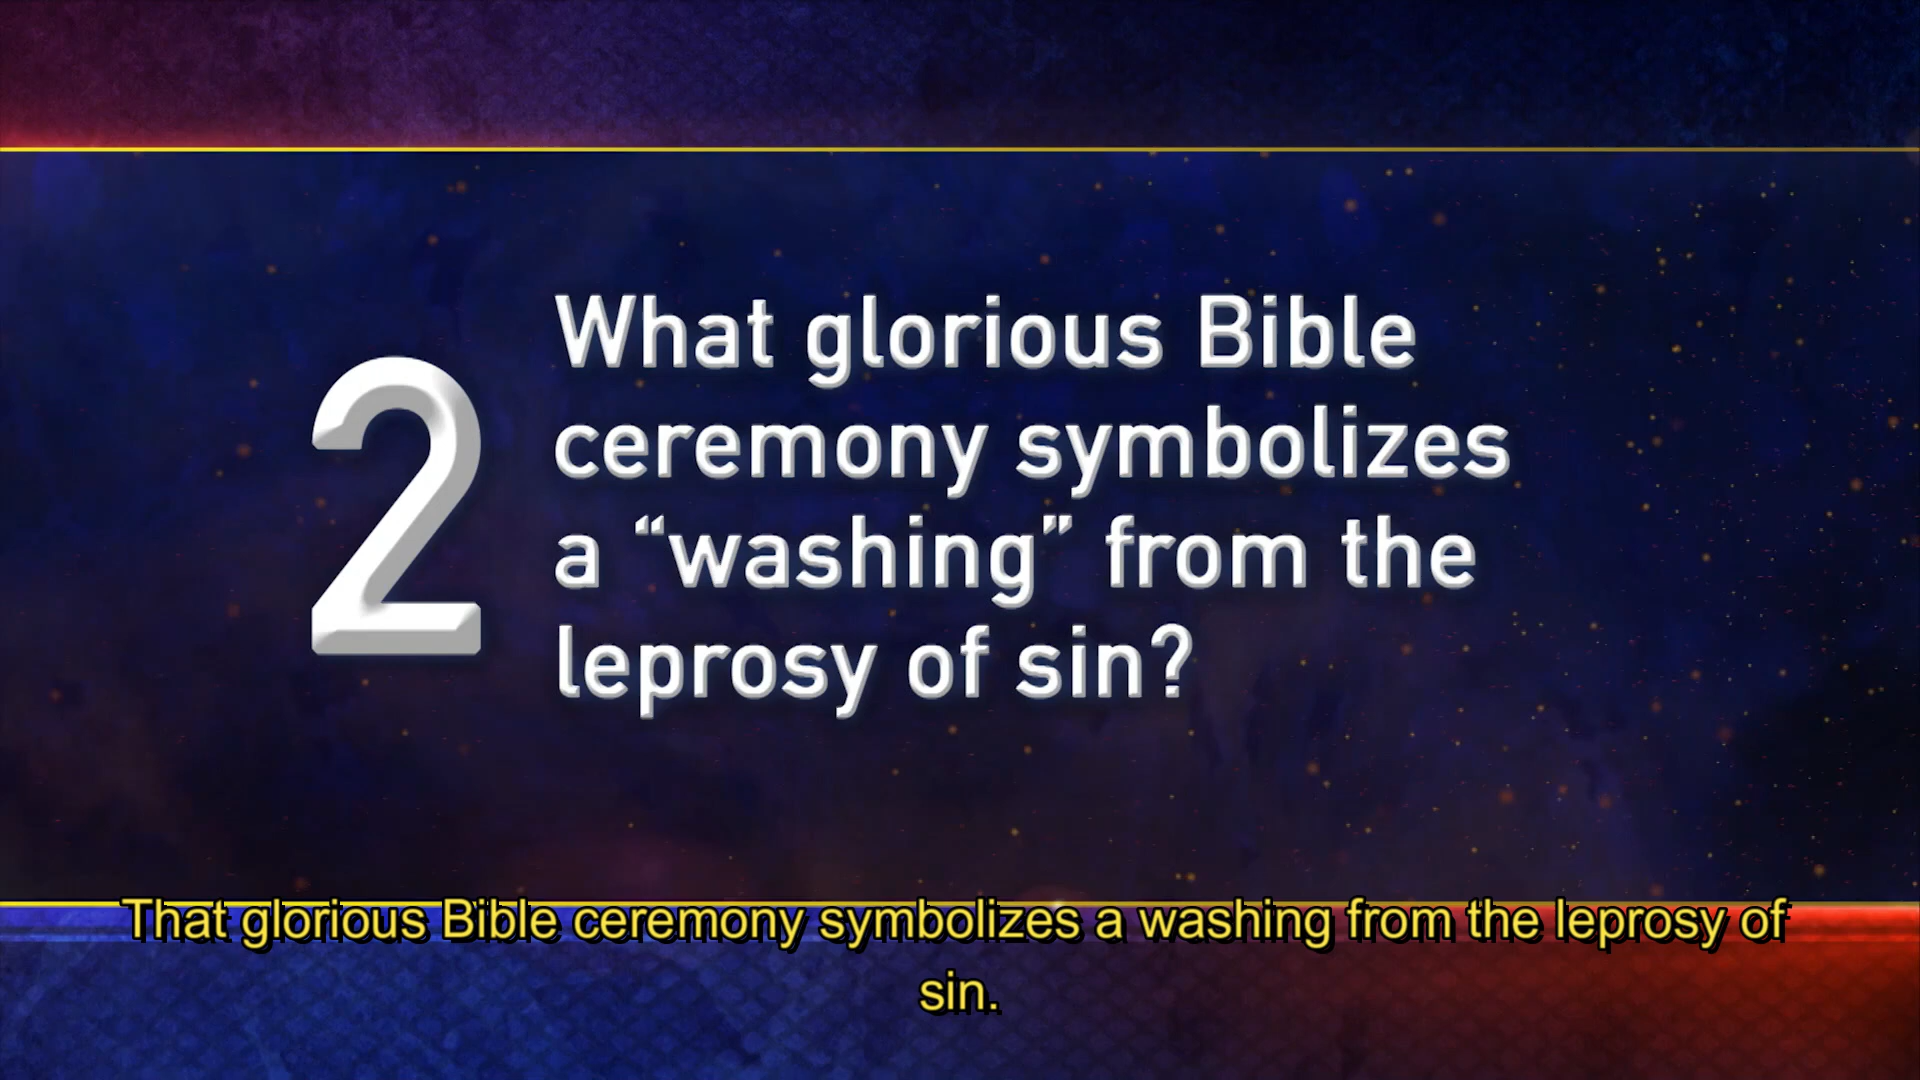 2
What glorious Bible
ceremony symbolizes
a “washing” from the
leprosy of sin?
That glorious Bible ceremony symbolizes a washing from the leprosy of
sin.